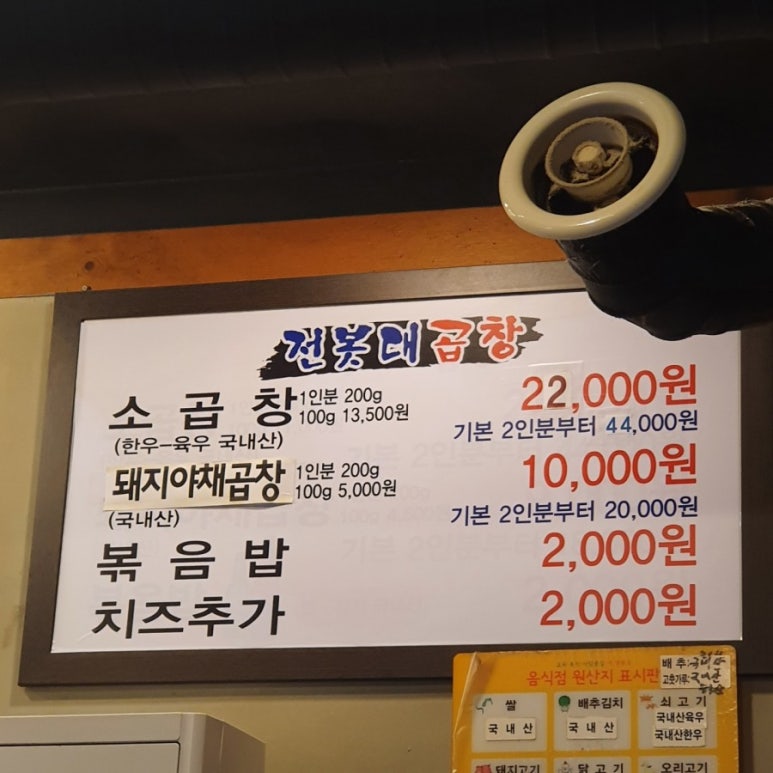 전봇대곱창
소 곱 창 1인분 200g 22,000원
100g 13,500원
(한우-육우 국내산) 기본 2인분부터 44,000원
돼지야채곱창 1인분 200g 10,000원
100g 5,000원
(국내산) 기본 2인분부터 20,000원
볶 음 밥 2,000원
치즈추가 2,000원
음식점 원산지 표시판
배추:
고춧가루:
쌀 배추김치 쇠고기
국내산 국내산 국내산육우
국내산한우
돼지고기 닭고기 오리고기